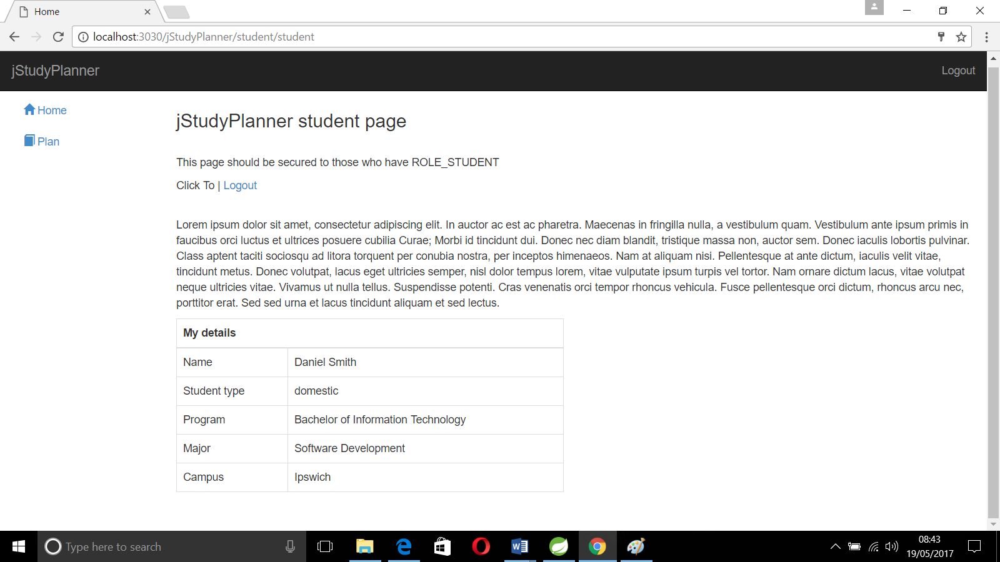 Home
localhost:3030/jStudyPlanner/student/student
jStudyPlanner
Logout
Home
Plan
jStudyPlanner student page
This page should be secured to those who have ROLE_STUDENT
Click To | Logout
Lorem ipsum dolor sit amet, consectetur adipiscing elit. In auctor ac est ac pharetra. Maecenas in fringilla nulla, a vestibulum quam. Vestibulum ante ipsum primis in
faucibus orci luctus et ultrices posuere cubilia Curae; Morbi id tincidunt dui. Donec nec diam blandit, tristique massa non, auctor sem. Donec iaculis lobortis pulvinar.
Class aptent taciti sociosqu ad litora torquent per conubia nostra, per inceptos himenaeos. Nam at aliquam nisi. Pellentesque at ante dictum, iaculis velit vitae,
tincidunt metus. Donec volutpat, lacus eget ultricies semper, nisl dolor tempus lorem, vitae vulputate ipsum turpis vel tortor. Nam ornare dictum lacus, vitae volutpat
neque ultricies vitae. Vivamus ut nulla tellus. Suspendisse potenti. Cras venenatis orci tempor rhoncus vehicula. Fusce pellentesque orci dictum, rhoncus arcu nec,
porttitor erat. Sed sed urna et lacus tincidunt aliquam et sed lectus.
My details
Name Daniel Smith
Student type domestic
Program Bachelor of Information Technology
Major Software Development
Campus Ipswich
Type here to search
08:43
19/05/2017